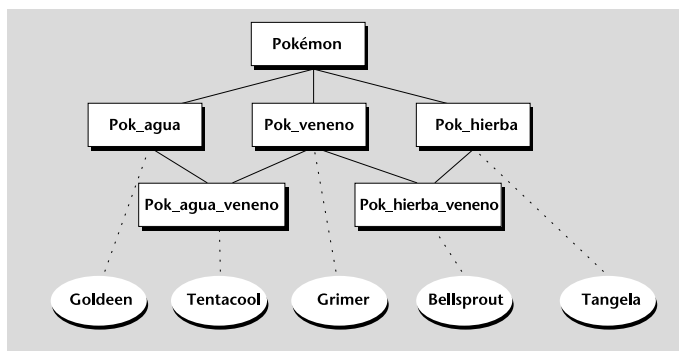 Pokémon
Pok_agua
Pok_veneno
Pok_hierba
Pok_agua_veneno
Pok_hierba_veneno
Goldeen
Tentacool
Grimer
Bellsprout
Tangela